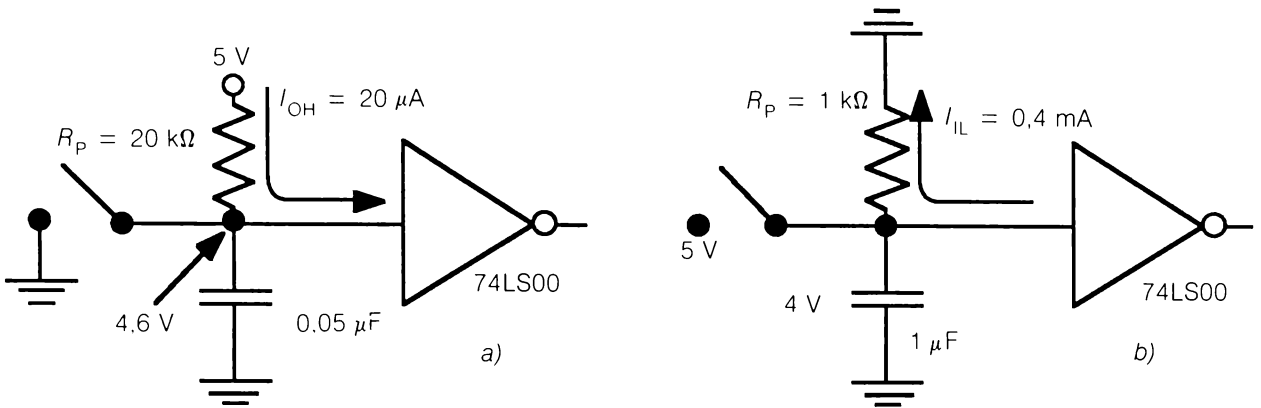 5 V
I_OH = 20 μA
R_P = 20 kΩ
74LS00
4,6 V
0,05 μF
a)
R_P = 1 kΩ
I_IL = 0,4 mA
5 V
74LS00
4 V
1 μF
b)